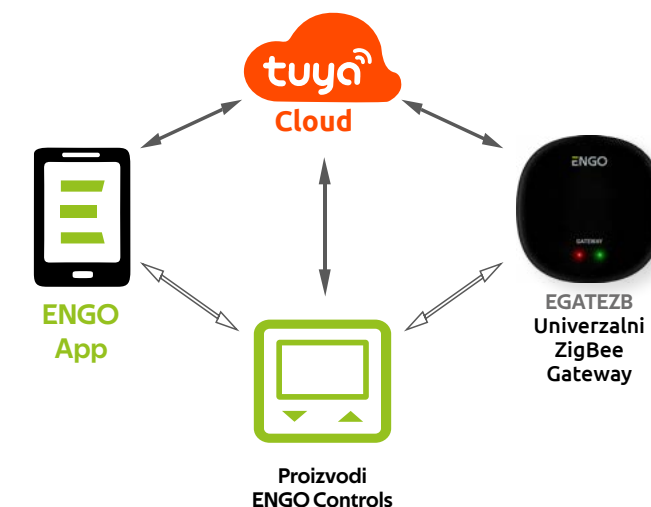 tuya
Cloud
ENGO
GATEWAY
ENGO
App
EGATEZB
Univerzalni
ZigBee
Gateway
Proizvodi
ENGO Controls